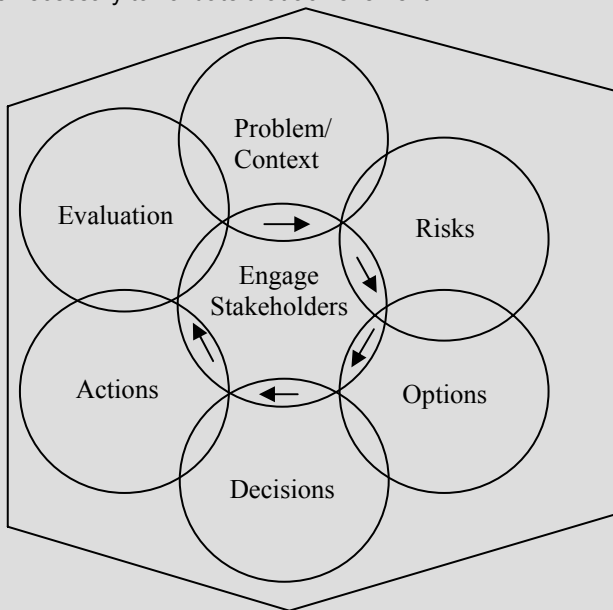 Problem/
Context
Evaluation
Risks
Engage
Stakeholders
Actions
Options
Decisions